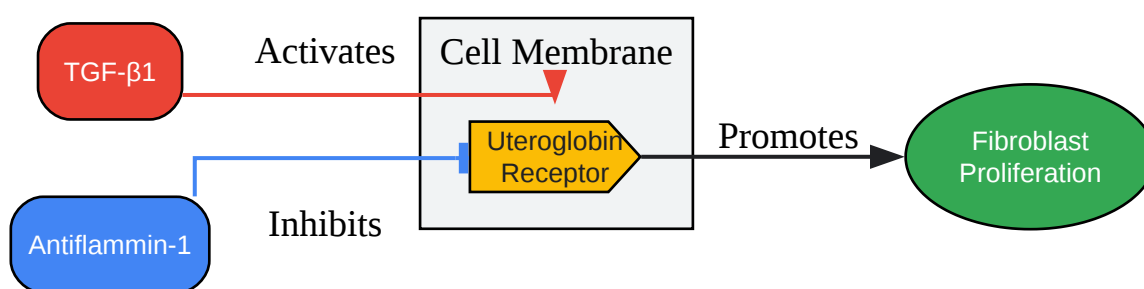 Activates
Cell Membrane
TGF-β1
Uteroglobin
Receptor
Promotes
Fibroblast
Proliferation
Inhibits
Antiflammin-1